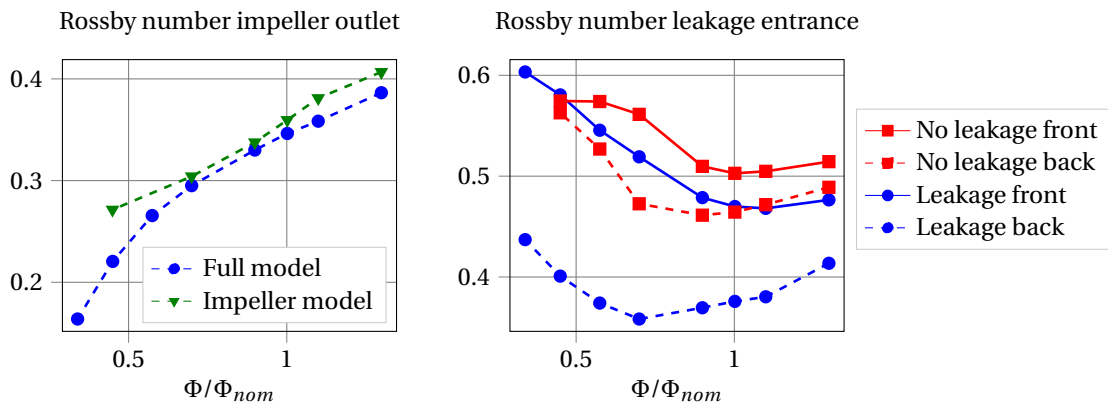 Rossby number impeller outlet
0.4
0.3
0.2
0.5
1
Φ/Φnom
Full model
Impeller model
Rossby number leakage entrance
0.6
0.5
0.4
0.5
1
Φ/Φnom
No leakage front
No leakage back
Leakage front
Leakage back